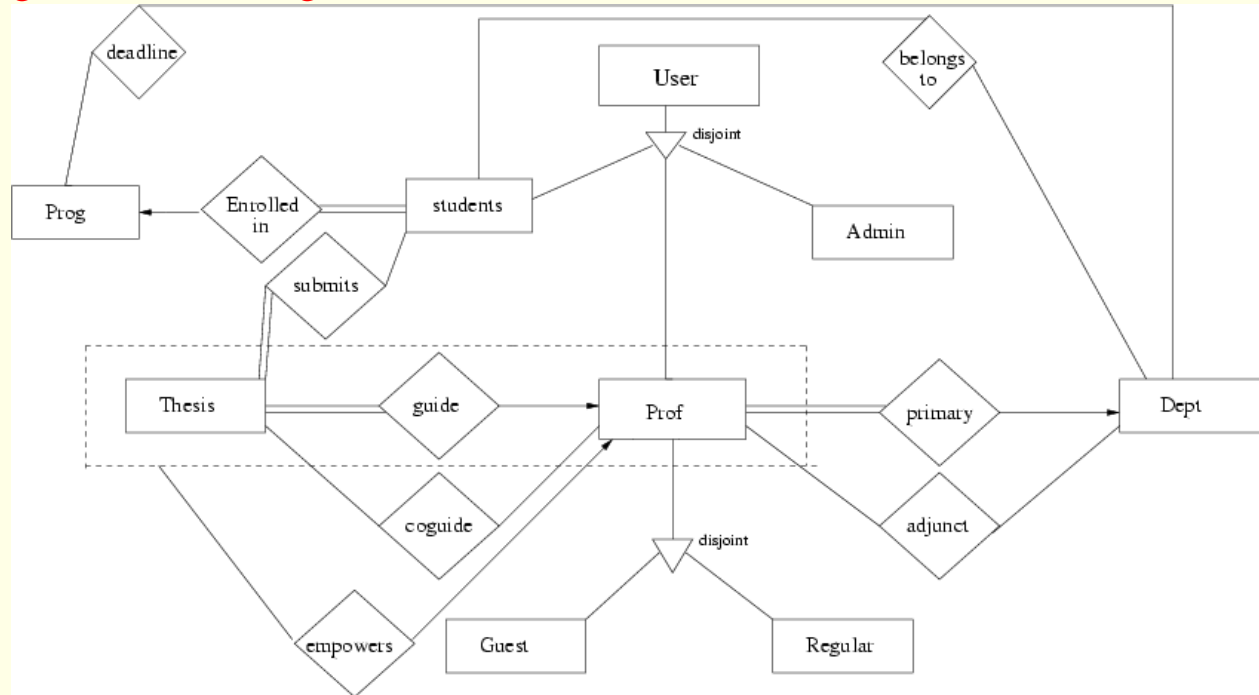 deadline
belongs
to
User
disjoint
Prog
Enrolled
in
students
Admin
submits
Thesis
guide
Prof
primary
Dept
coguide
adjunct
disjoint
empowers
Guest
Regular